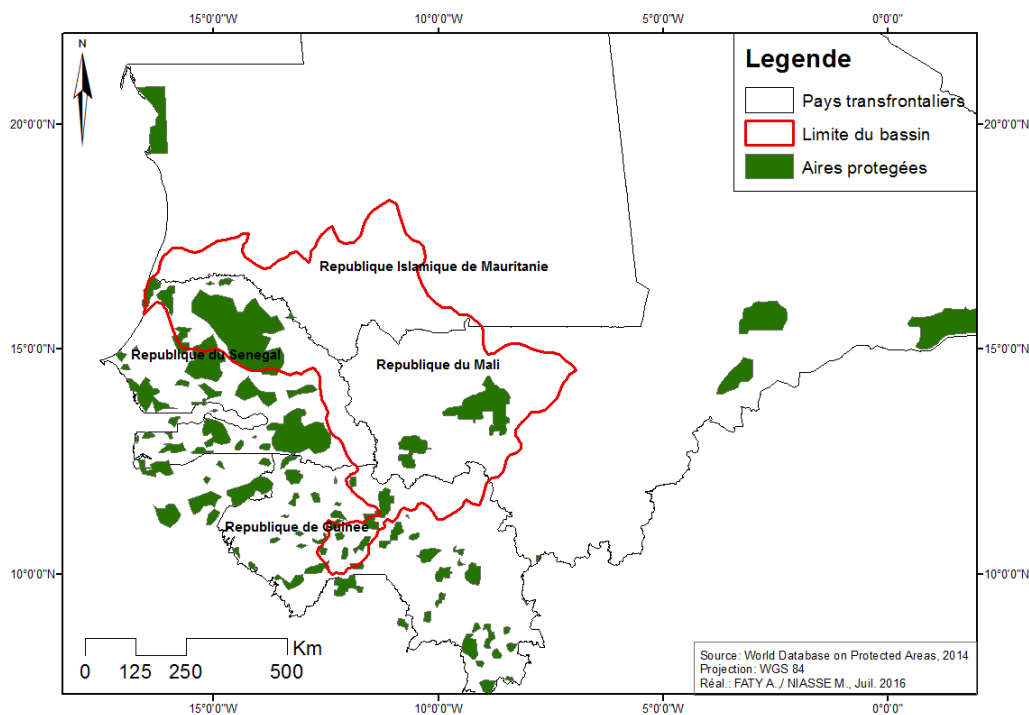 15°0'0"W 10°0'0"W 5°0'0"W 0°0'0"
N
Legende
Pays transfrontaliers
Limite du bassin
Aires protegées
20°0'0"N 20°0'0"N
Republique Islamique de Mauritanie
15°0'0"N 15°0'0"N
Republique du Senegal
Republique du Mali
Republique de Guinee
10°0'0"N 10°0'0"N
Km
0 125 250 500
Source: World Database on Protected Areas, 2014
Projection: WGS 84
Réal.: FATY A./ NIASSE M., Juil. 2016
15°0'0"W 10°0'0"W 5°0'0"W 0°0'0"